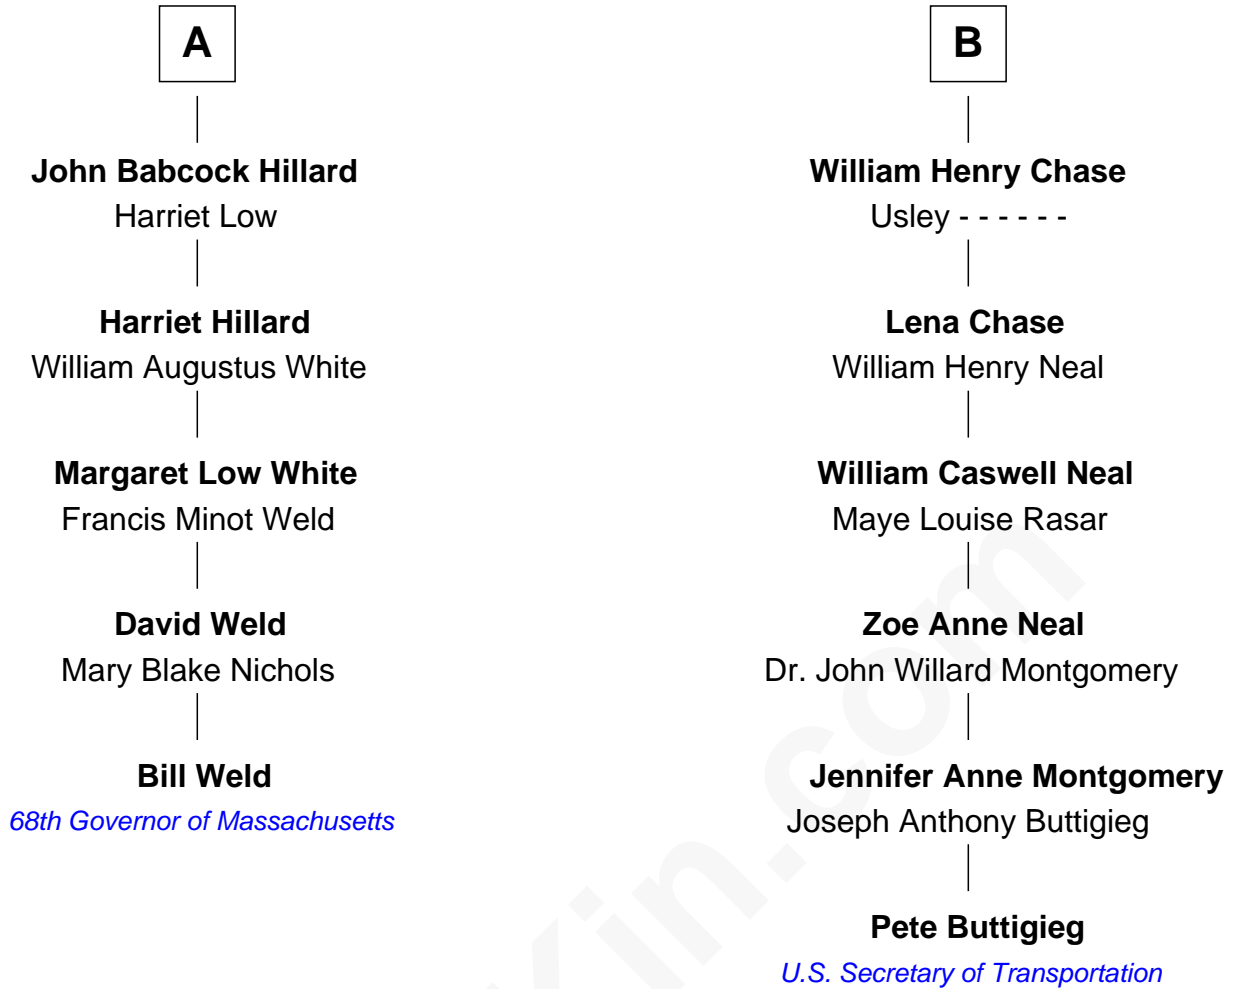 A
John Babcock Hillard
Harriet Low
Harriet Hillard
William Augustus White
Margaret Low White
Francis Minot Weld
David Weld
Mary Blake Nichols
Bill Weld
68th Governor of Massachusetts
B
William Henry Chase
Usley - - - - - -
Lena Chase
William Henry Neal
William Caswell Neal
Maye Louise Rasar
Zoe Anne Neal
Dr. John Willard Montgomery
Jennifer Anne Montgomery
Joseph Anthony Buttigieg
Pete Buttigieg
U.S. Secretary of Transportation
Kin.com